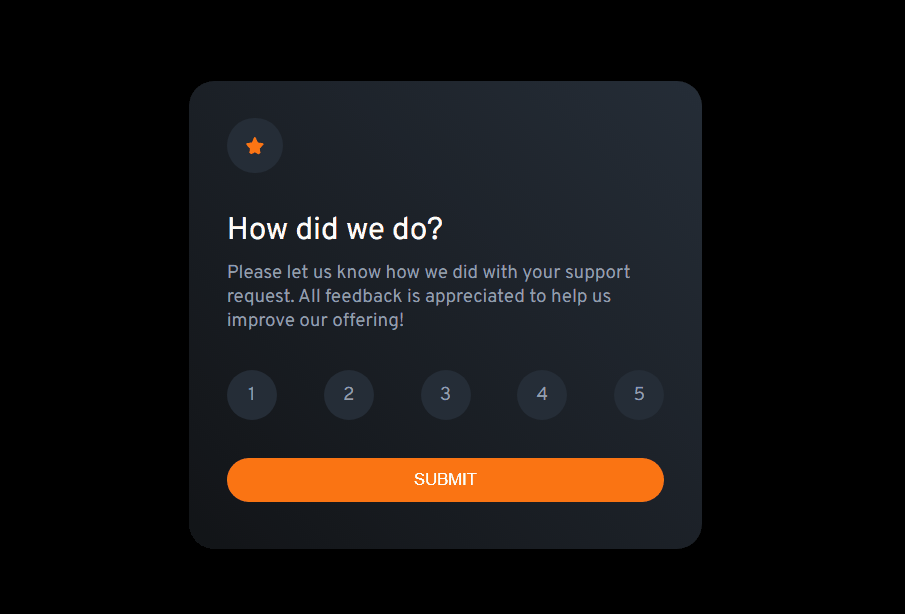 How did we do?
Please let us know how we did with your support
request. All feedback is appreciated to help us
improve our offering!
1 2 3 4 5
SUBMIT